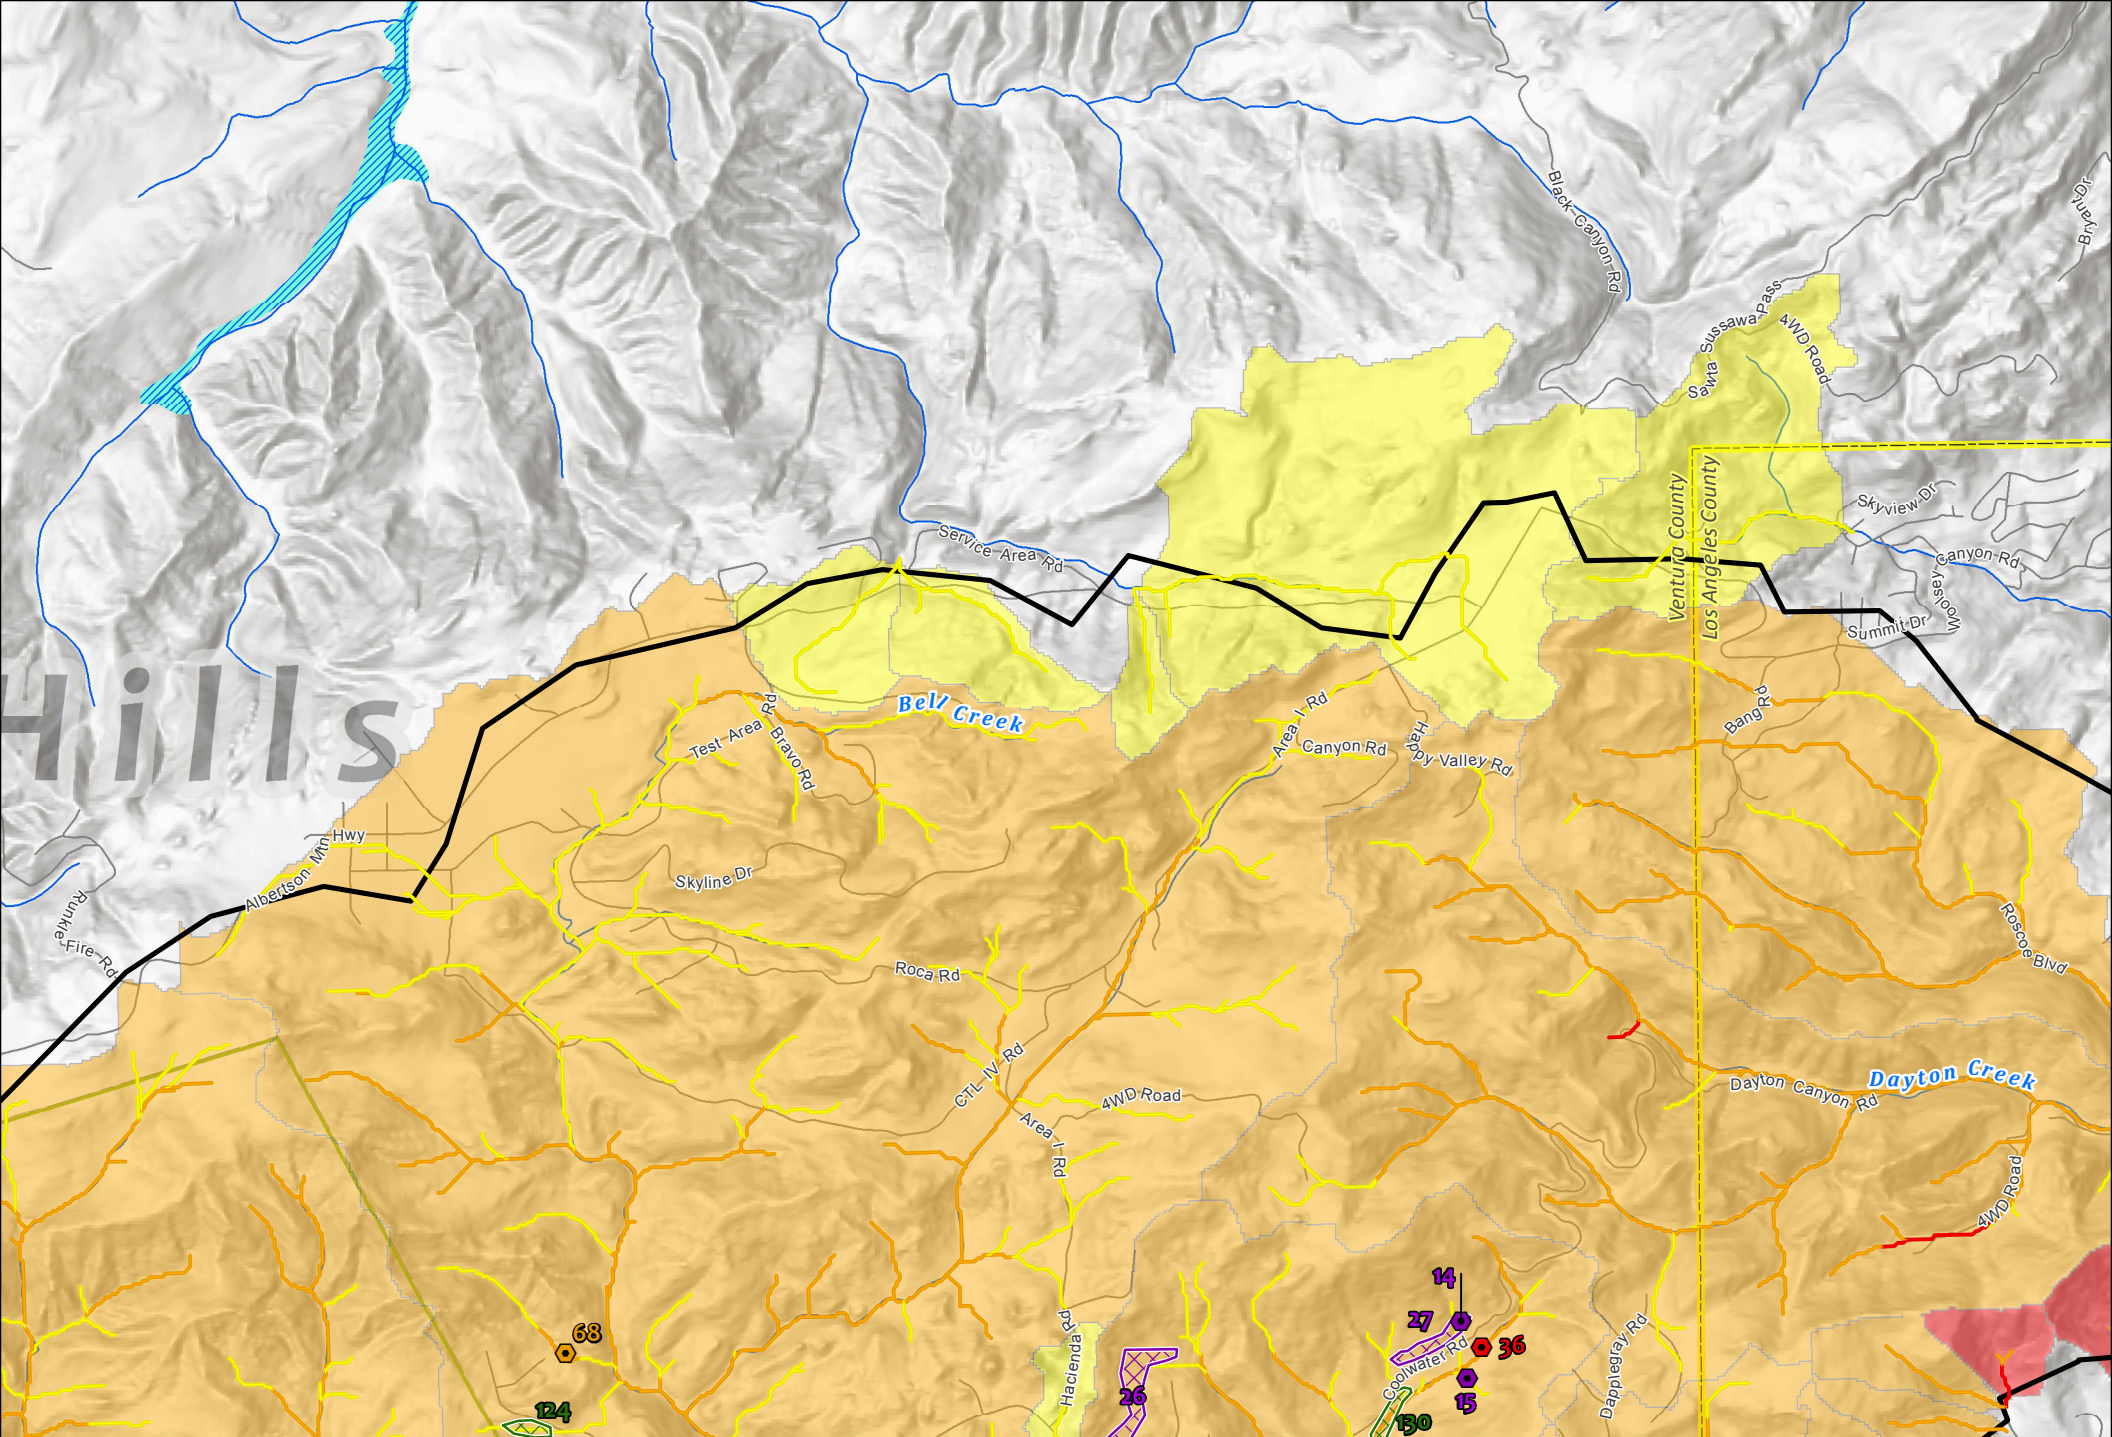 Black Canyon Rd
Bryant Dr
Sawta Sussawa Pass
4WD Road
Ventura County
Los Angeles County
Skyview Dr
Service Area Rd
Woolsey Canyon Rd
Summit Dr
Hills
Bell Creek
Test Area Rd
Bravo Rd
Area I Rd
Canyon Rd
Happy Valley Rd
Bang Rd
Albertson Mtn Hwy
Skyline Dr
Runkle
Fire Rd
Roca Rd
Roscoe Blvd
CTL IV Rd
4WD Road
Area I Rd
Dayton Canyon Rd
Dayton Creek
4WD Road
14
27
36
15
68
124
26
130
Hacienda Rd
Coolwater Rd
Dapplegray Rd